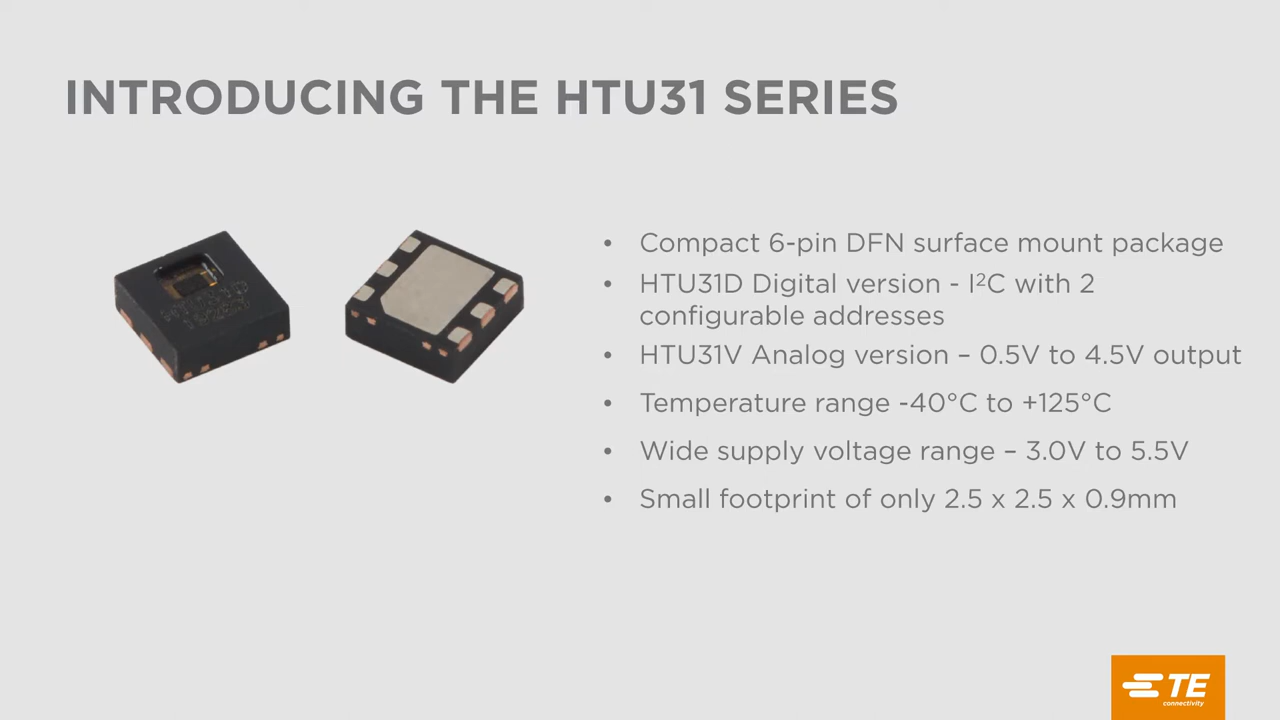 INTRODUCING THE HTU31 SERIES
• Compact 6-pin DFN surface mount package
• HTU31D Digital version - I²C with 2
configurable addresses
• HTU31V Analog version – 0.5V to 4.5V output
• Temperature range -40°C to +125°C
• Wide supply voltage range – 3.0V to 5.5V
• Small footprint of only 2.5 x 2.5 x 0.9mm
TE
connectivity